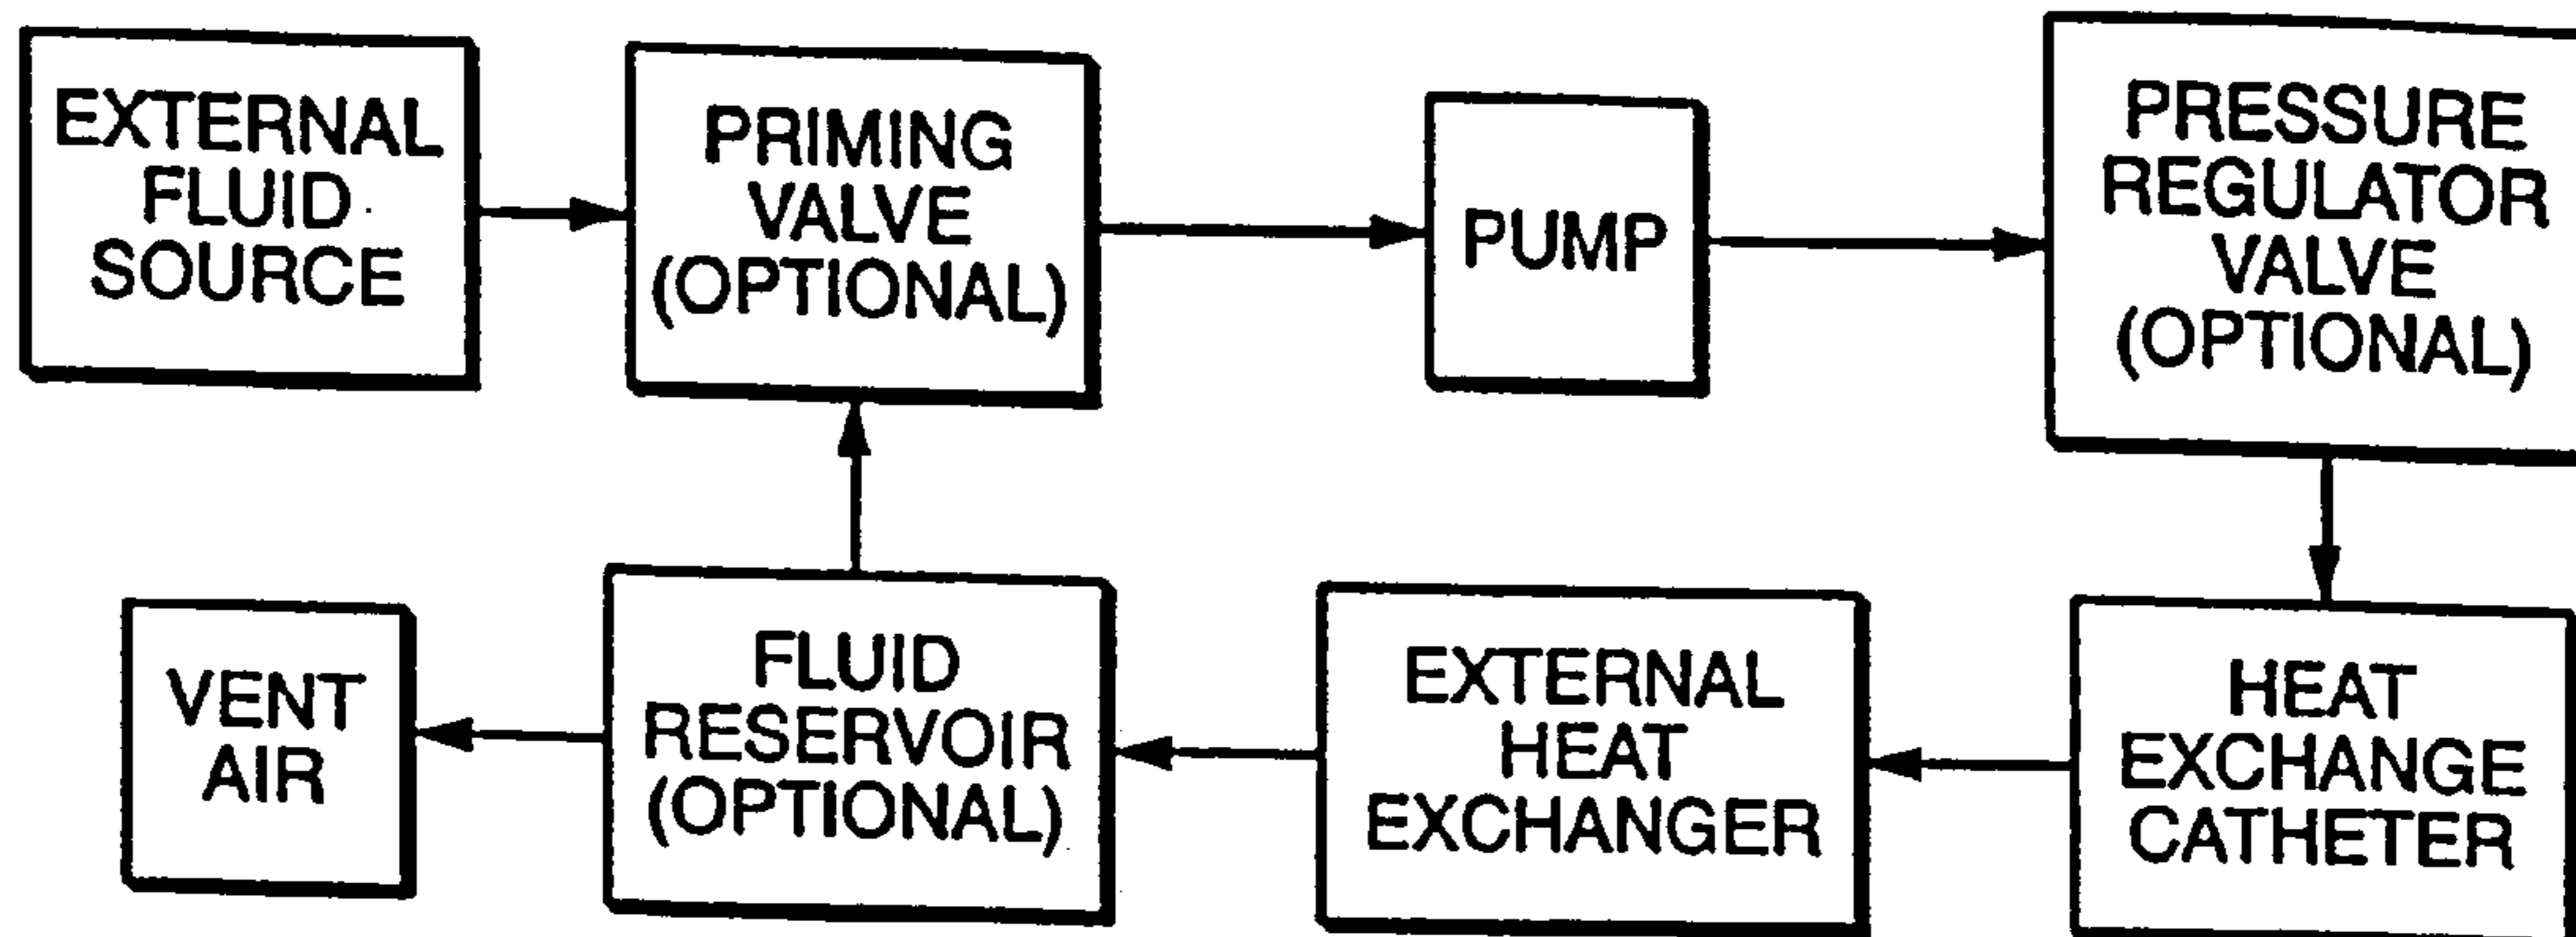 EXTERNAL
FLUID
SOURCE
PRIMING
VALVE
(OPTIONAL)
PUMP
PRESSURE
REGULATOR
VALVE
(OPTIONAL)
VENT
AIR
FLUID
RESERVOIR
(OPTIONAL)
EXTERNAL
HEAT
EXCHANGER
HEAT
EXCHANGE
CATHETER